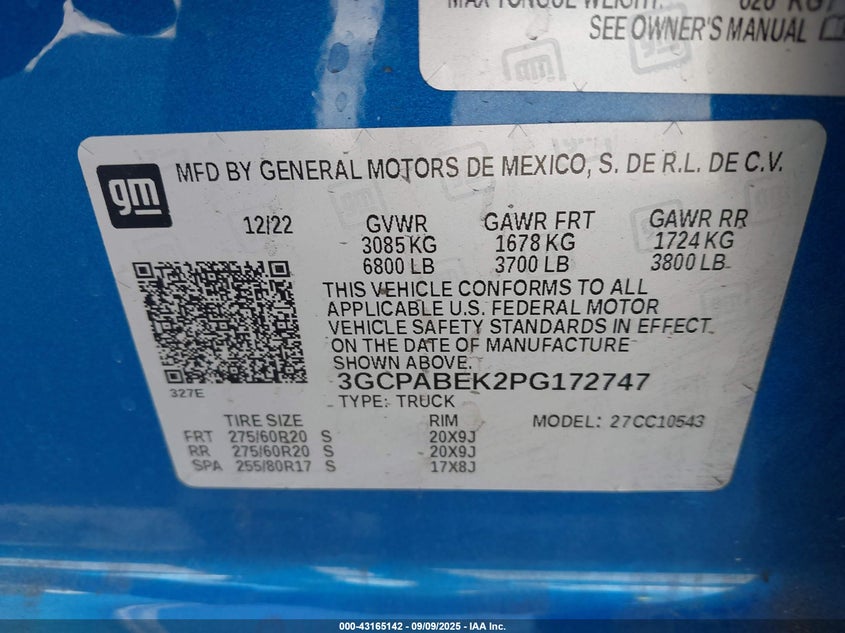 MAX TONGUE WEIGHT:
SEE OWNER'S MANUAL
gm
MFD BY GENERAL MOTORS DE MEXICO, S. DE R.L. DE C.V.
12/22 GVWR GAWR FRT GAWR RR
3085 KG 1678 KG 1724 KG
6800 LB 3700 LB 3800 LB
THIS VEHICLE CONFORMS TO ALL
APPLICABLE U.S. FEDERAL MOTOR
VEHICLE SAFETY STANDARDS IN EFFECT
ON THE DATE OF MANUFACTURE
SHOWN ABOVE.
3GCPABEK2PG172747
327E
TYPE: TRUCK
TIRE SIZE RIM MODEL: 27CC10543
FRT 275/60R20 S 20X9J
RR 275/60R20 S 20X9J
SPA 255/80R17 S 17X8J
000-43165142 - 09/09/2025 - IAA Inc.